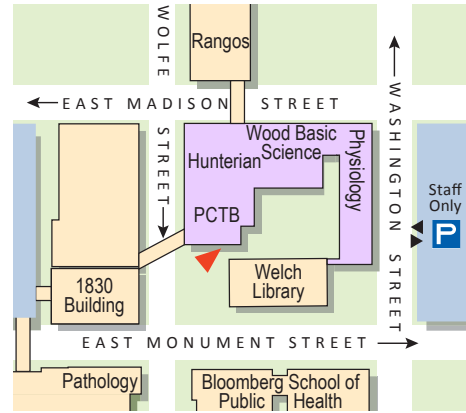 WOLFE STREET
Rangos
EAST MADISON STREET
WASHINGTON STREET
Wood Basic
Science
Hunterian
Physiology
PCTB
Staff
Only
P
Welch
Library
1830
Building
EAST MONUMENT STREET
Pathology
Bloomberg School of
Public Health